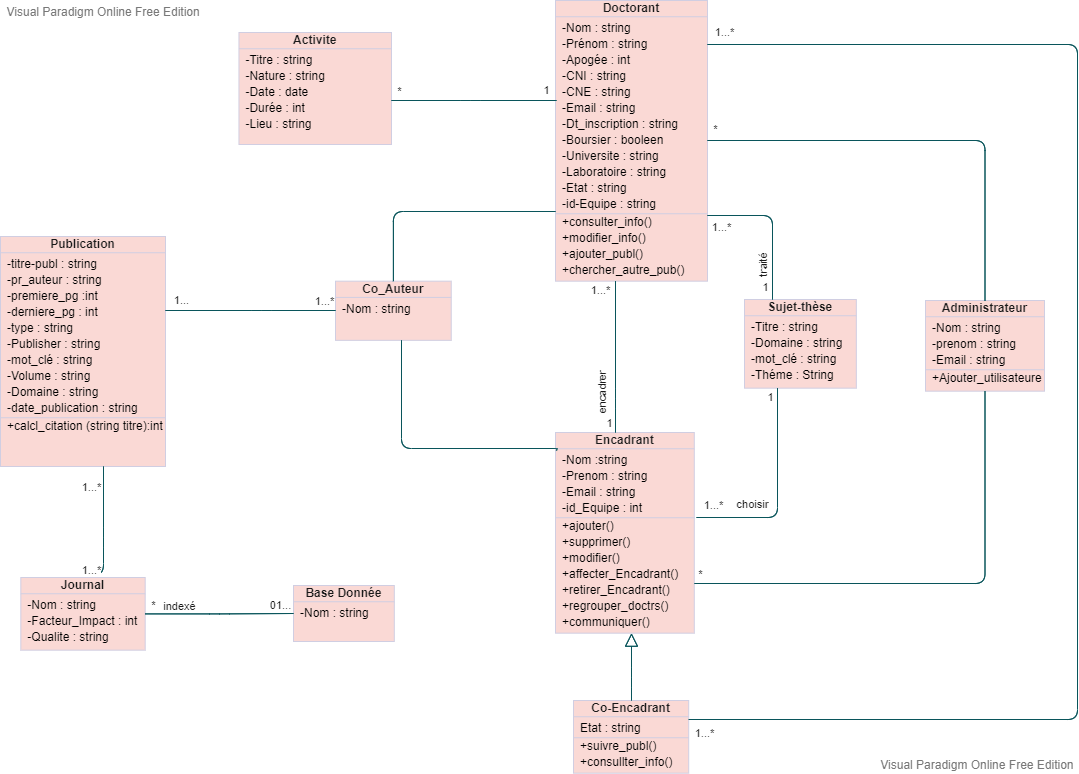 Visual Paradigm Online Free Edition
Doctorant
-Nom : string
-Prénom : string
-Apogée : int
-CNI : string
-CNE : string
-Email : string
-Dt_inscription : string
-Boursier : booleen
-Universite : string
-Laboratoire : string
-Etat : string
-id-Equipe : string
+consulter_info()
+modifier_info()
+ajouter_publ()
+chercher_autre_pub()
Activite
-Titre : string
-Nature : string
-Date : date
-Durée : int
-Lieu : string
*
1
1...*
*
1...*
traité
1
Publication
-titre-publ : string
-pr_auteur : string
-premiere_pg :int
-derniere_pg : int
-type : string
-Publisher : string
-mot_clé : string
-Volume : string
-Domaine : string
-date_publication : string
+calcl_citation (string titre):int
1...
1...*
Co_Auteur
-Nom : string
1...*
encadrer
1
Sujet-thèse
-Titre : string
-Domaine : string
-mot_clé : string
-Théme : String
1
Administrateur
-Nom : string
-prenom : string
-Email : string
+Ajouter_utilisateure
Encadrant
-Nom :string
-Prenom : string
-Email : string
-id_Equipe : int
+ajouter()
+supprimer()
+modifier()
+affecter_Encadrant()
+retirer_Encadrant()
+regrouper_doctrs()
+communiquer()
1...* choisir
*
1...*
1...*
Journal
-Nom : string
-Facteur_Impact : int
-Qualite : string
* indexé
01...
Base Donnée
-Nom : string
Co-Encadrant
Etat : string
+suivre_publ()
+consullter_info()
1...*
Visual Paradigm Online Free Edition